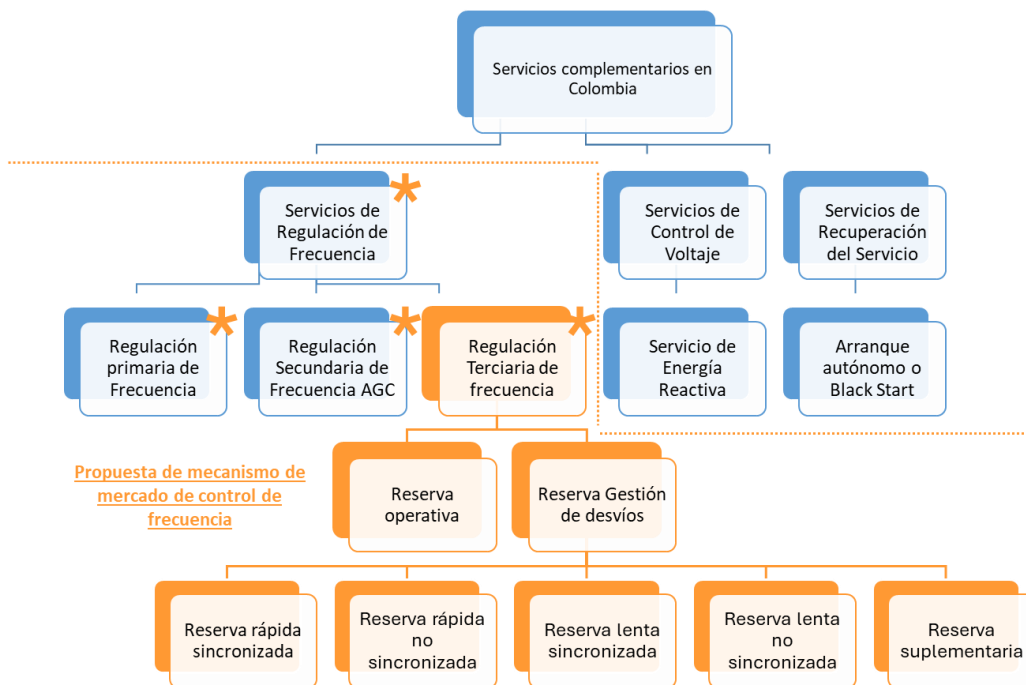 Servicios complementarios en
Colombia
Servicios de
Regulación de
Frecuencia
Servicios de
Control de
Voltaje
Servicios de
Recuperación
del Servicio
Regulación
primaria de
Frecuencia
Regulación
Secundaria de
Frecuencia AGC
Regulación
Terciaria de
frecuencia
Servicio de
Energía
Reactiva
Arranque
autónomo o
Black Start
Propuesta de mecanismo de
mercado de control de
frecuencia
Reserva
operativa
Reserva Gestión
de desvíos
Reserva rápida
sincronizada
Reserva rápida
no
sincronizada
Reserva lenta
sincronizada
Reserva lenta
no
sincronizada
Reserva
suplementaria